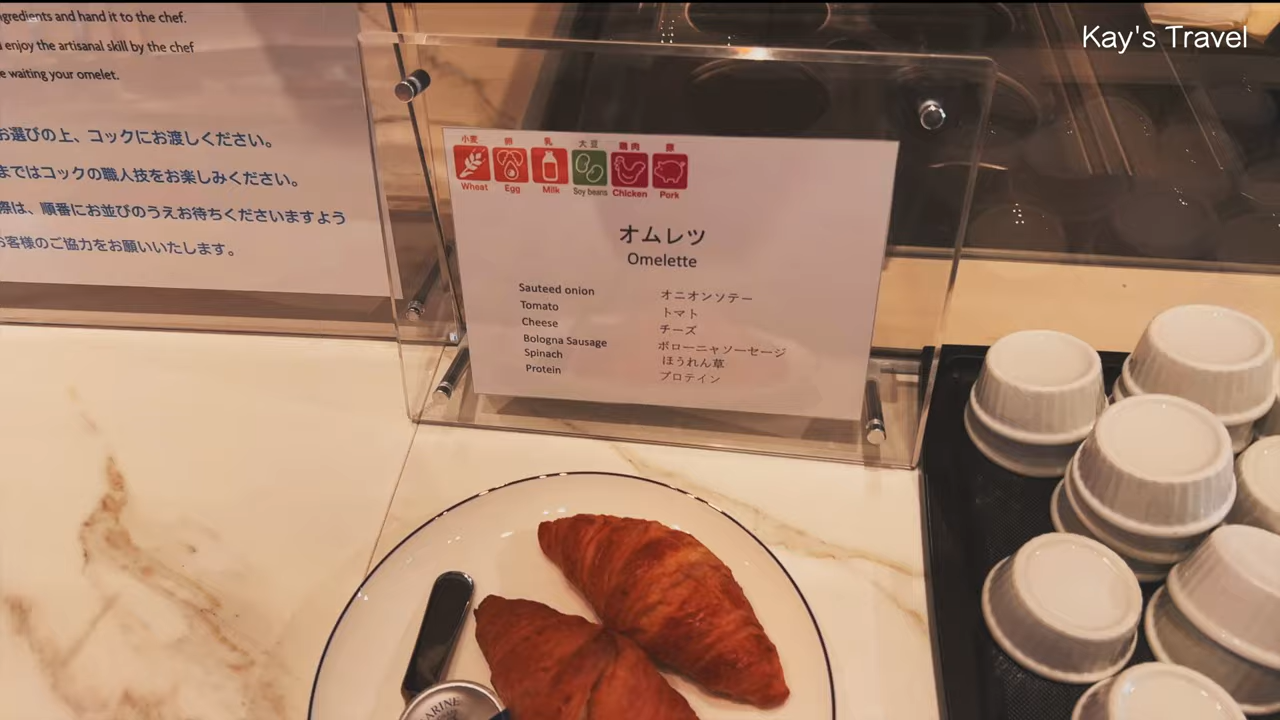 Kay's Travel
ngredients and hand it to the chef.
enjoy the artisanal skill by the chef
waiting your omelet.
お選びの上、コックにお渡しください。
まではコックの職人技をお楽しみください。
際は、順番にお並びのうえお待ちくださいますよう
お客様のご協力をお願いいたします。
小麦 卵 乳 大豆 鶏肉 豚
Wheat Egg Milk Soy beans Chicken Pork
オムレツ
Omelette
Sauteed onion オニオンソテー
Tomato トマト
Cheese チーズ
Bologna Sausage ボローニャソーセージ
Spinach ほうれん草
Protein プロテイン
ARINE